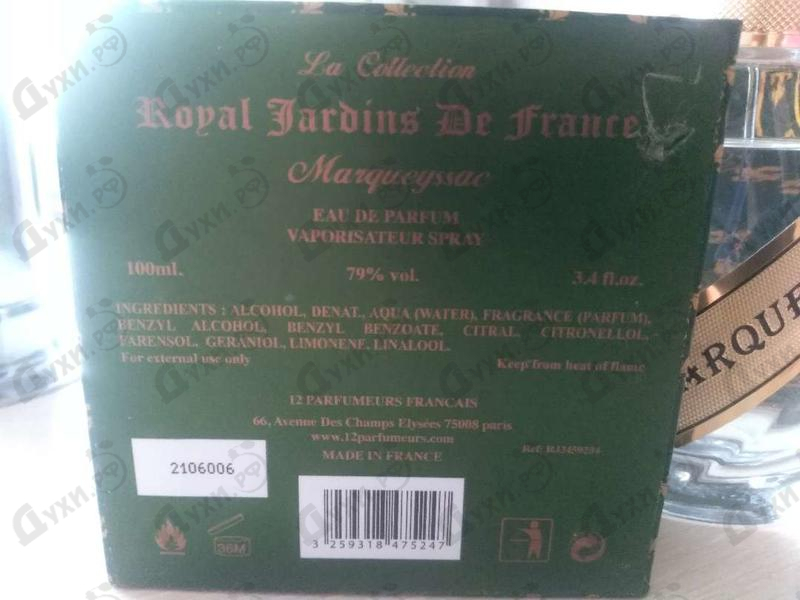 La Collection
Royal Jardins De France
Marqueyssac
EAU DE PARFUM
VAPORISATEUR SPRAY
100ml. 79% vol. 3.4 fl.oz.
INGREDIENTS : ALCOHOL, DENAT., AQUA (WATER), FRAGRANCE (PARFUM),
BENZYL ALCOHOL, BENZYL BENZOATE, CITRAL, CITRONELLOL,
FARENSOL, GERANIOL, LIMONENE, LINALOOL.
For external use only Keep from heat of flame
12 PARFUMEURS FRANCAIS
66, Avenue Des Champs Elysées 75008 paris
www.12parfumeurs.com
MADE IN FRANCE
Ref:
2106006
36M
3 259318 475247
ARQUE
Духи.рф